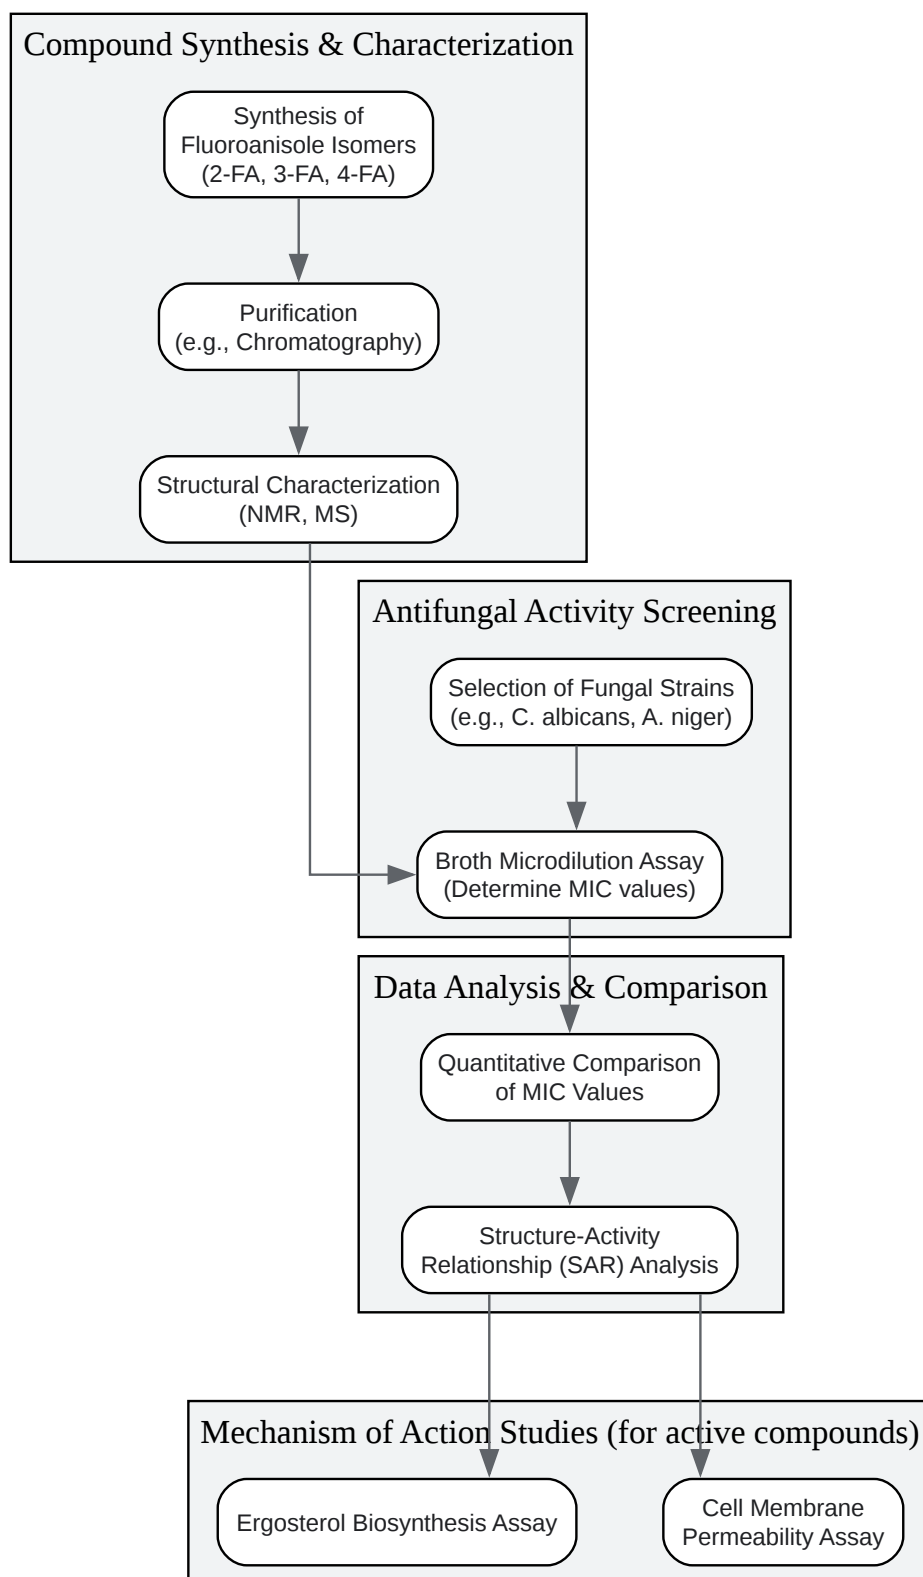 Compound Synthesis & Characterization
Synthesis of
Fluoroanisole Isomers
(2-FA, 3-FA, 4-FA)
Purification
(e.g., Chromatography)
Structural Characterization
(NMR, MS)
Antifungal Activity Screening
Selection of Fungal Strains
(e.g., C. albicans, A. niger)
Broth Microdilution Assay
(Determine MIC values)
Data Analysis & Comparison
Quantitative Comparison
of MIC Values
Structure-Activity
Relationship (SAR) Analysis
Mechanism of Action Studies (for active compounds)
Ergosterol Biosynthesis Assay
Cell Membrane
Permeability Assay